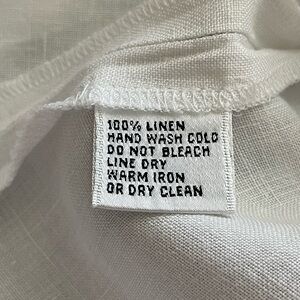 100% LINEN
HAND WASH COLD
DO NOT BLEACH
LINE DRY
WARM IRON
OR DRY CLEAN